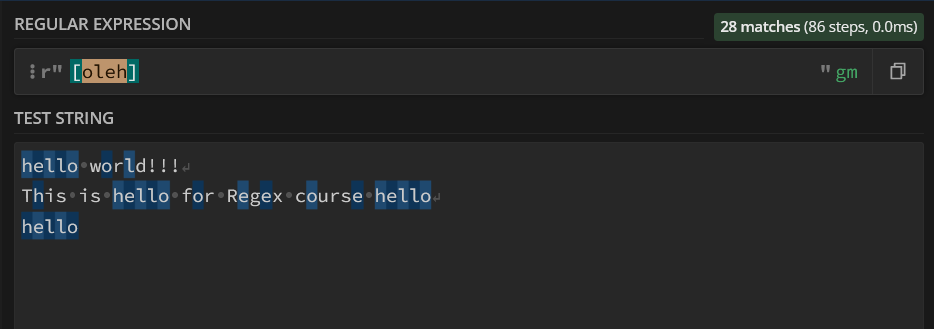 REGULAR EXPRESSION
28 matches (86 steps, 0.0ms)
r" [oleh] " gm
TEST STRING
hello·world!!!↵
This·is·hello·for·Regex·course·hello↵
hello